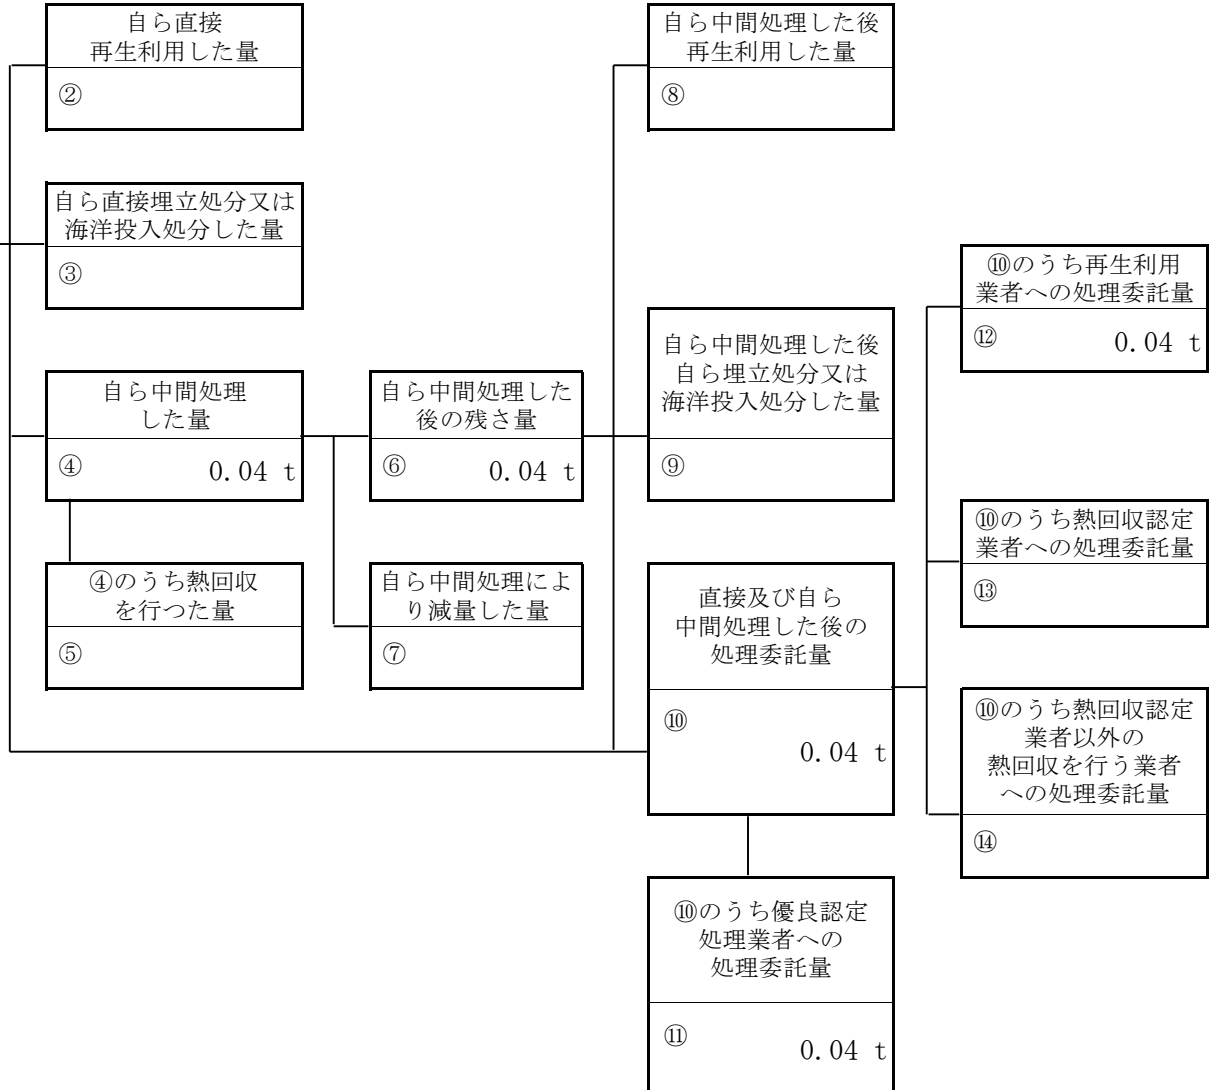 自ら直接
再生利用した量
②
自ら中間処理した後
再生利用した量
⑧
自ら直接埋立処分又は
海洋投入処分した量
③
⑩のうち再生利用
業者への処理委託量
⑫ 0.04 t
自ら中間処理した後
自ら埋立処分又は
海洋投入処分した量
⑨
自ら中間処理
した量
④ 0.04 t
自ら中間処理した
後の残さ量
⑥ 0.04 t
⑩のうち熱回収認定
業者への処理委託量
⑬
④のうち熱回収
を行つた量
⑤
自ら中間処理によ
り減量した量
⑦
直接及び自ら
中間処理した後の
処理委託量
⑩
0.04 t
⑩のうち熱回収認定
業者以外の
熱回収を行う業者
への処理委託量
⑭
⑩のうち優良認定
処理業者への
処理委託量
⑪
0.04 t